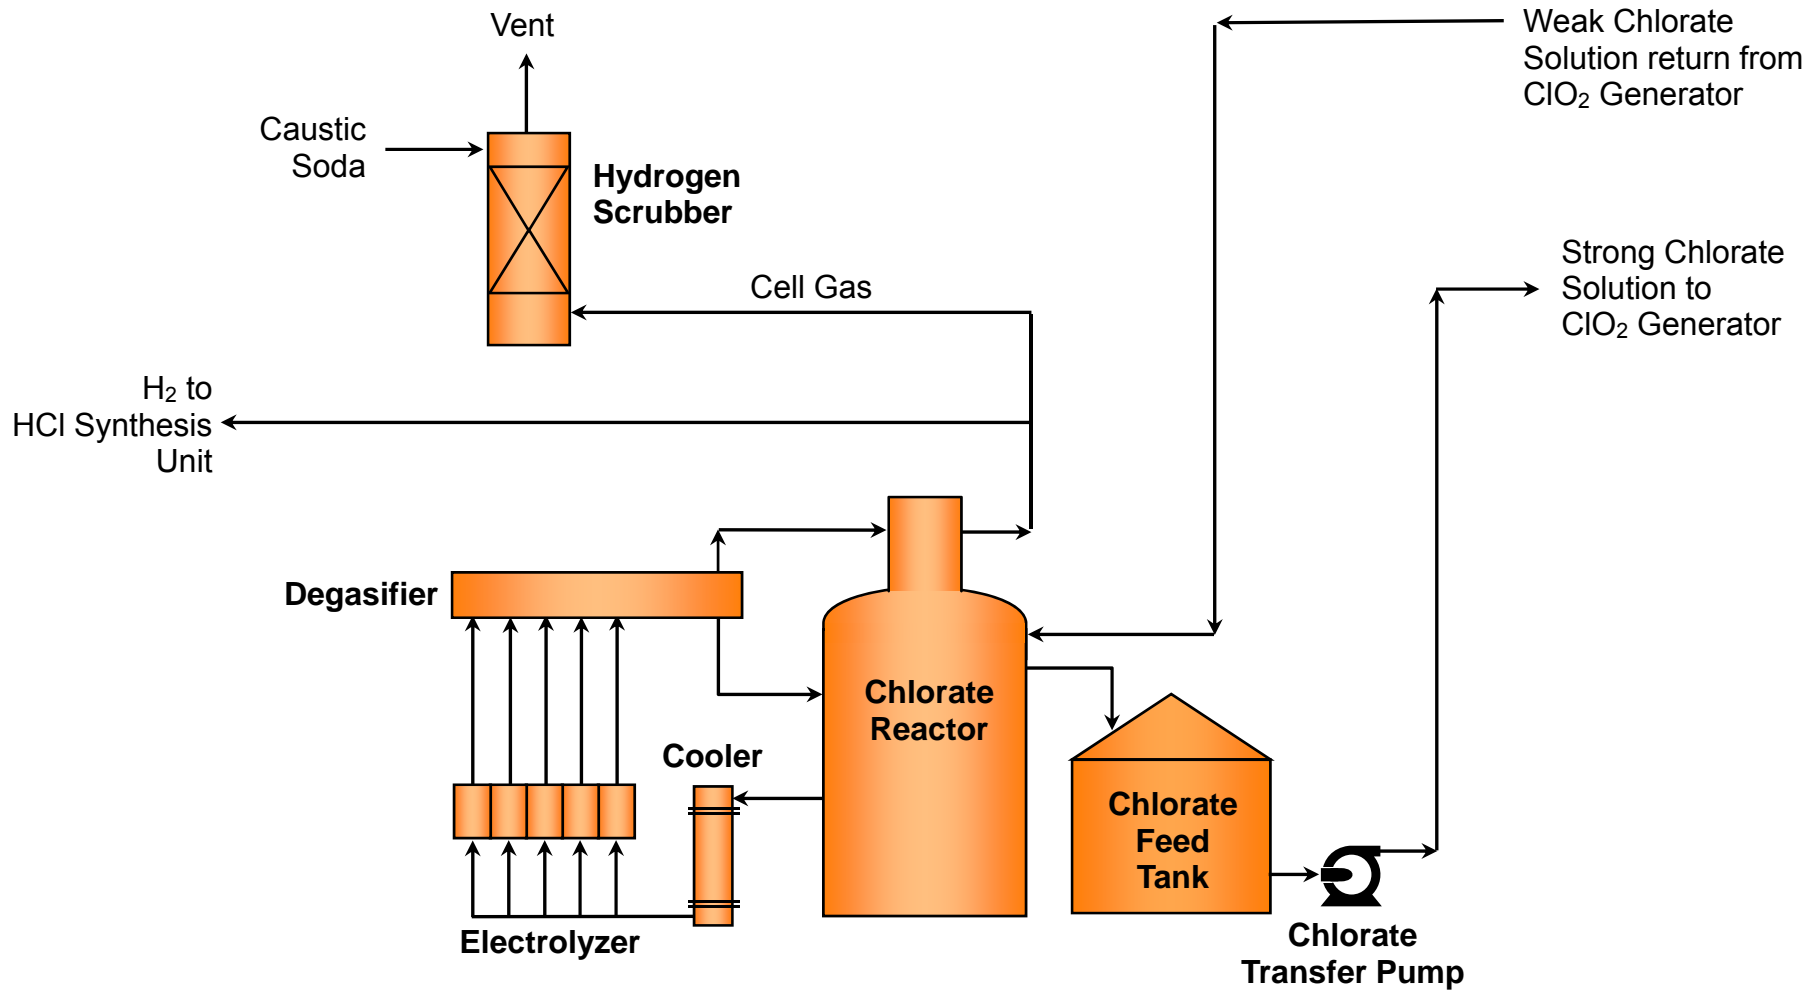 Vent
Weak Chlorate
Solution return from
ClO₂ Generator
Caustic
Soda
Hydrogen
Scrubber
Strong Chlorate
Solution to
ClO₂ Generator
Cell Gas
H₂ to
HCl Synthesis
Unit
Degasifier
Chlorate
Reactor
Cooler
Chlorate
Feed
Tank
Electrolyzer
Chlorate
Transfer Pump